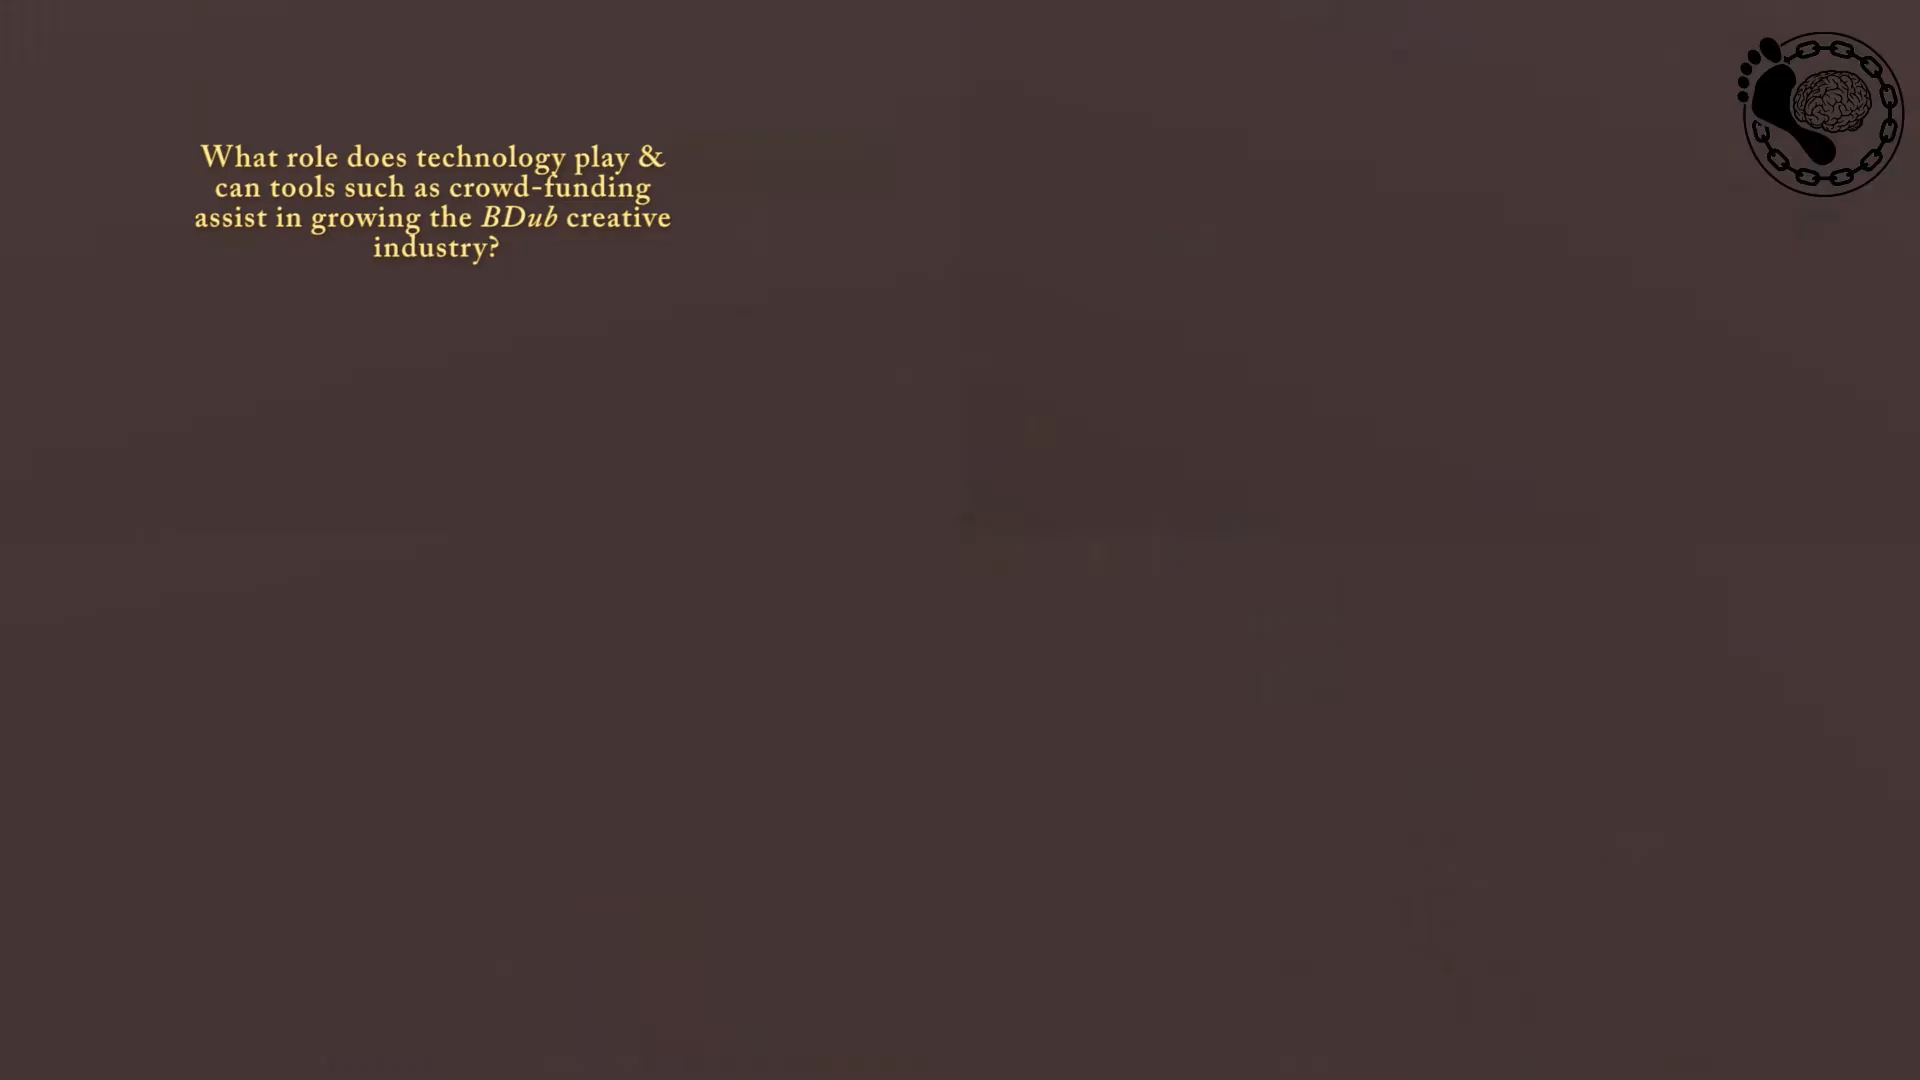 What role does technology play &
can tools such as crowd-funding
assist in growing the BDub creative
industry?